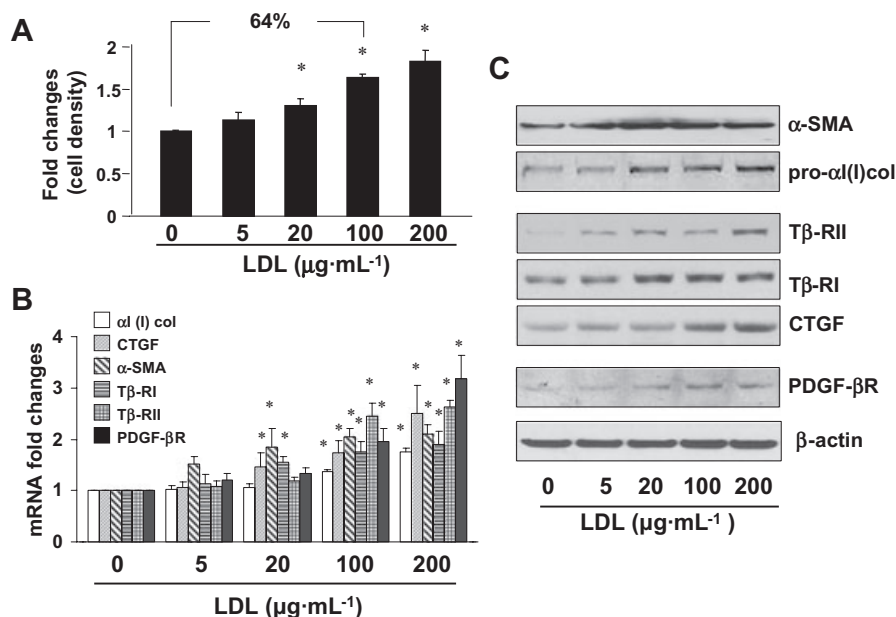 A
64%
Fold changes
(cell density)
2
1.5
1
0.5
0
* * *
0 5 20 100 200
LDL (µg·mL-1)
B
αI (I) col
CTGF
α-SMA
Tβ-RI
Tβ-RII
PDGF-βR
mRNA fold changes
4
3
2
1
0
* * *
* * * * * *
* * * * * *
0 5 20 100 200
LDL (µg·mL-1)
C
α-SMA
pro-αI(I)col
Tβ-RII
Tβ-RI
CTGF
PDGF-βR
β-actin
0 5 20 100 200
LDL (µg·mL-1 )